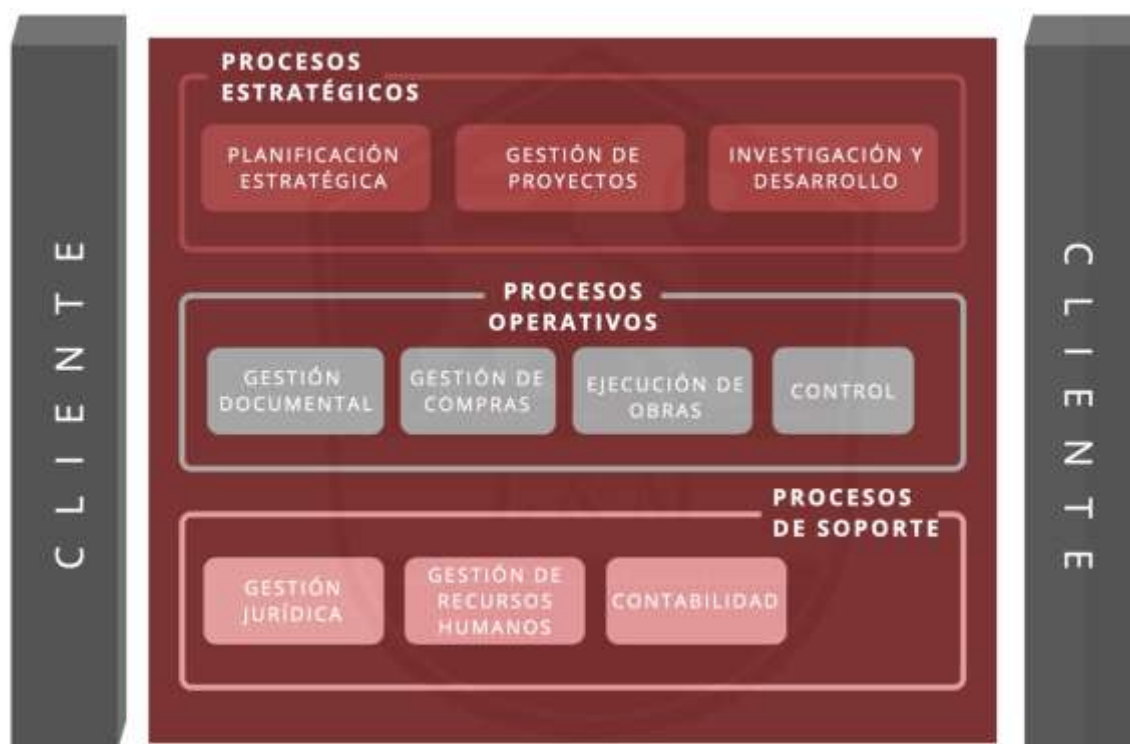 CLIENTE
PROCESOS
ESTRATÉGICOS
PLANIFICACIÓN
ESTRATÉGICA
GESTIÓN DE
PROYECTOS
INVESTIGACIÓN Y
DESARROLLO
PROCESOS
OPERATIVOS
GESTIÓN
DOCUMENTAL
GESTIÓN DE
COMPRAS
EJECUCIÓN DE
OBRAS
CONTROL
PROCESOS
DE SOPORTE
GESTIÓN
JURÍDICA
GESTIÓN DE
RECURSOS
HUMANOS
CONTABILIDAD
CLIENTE